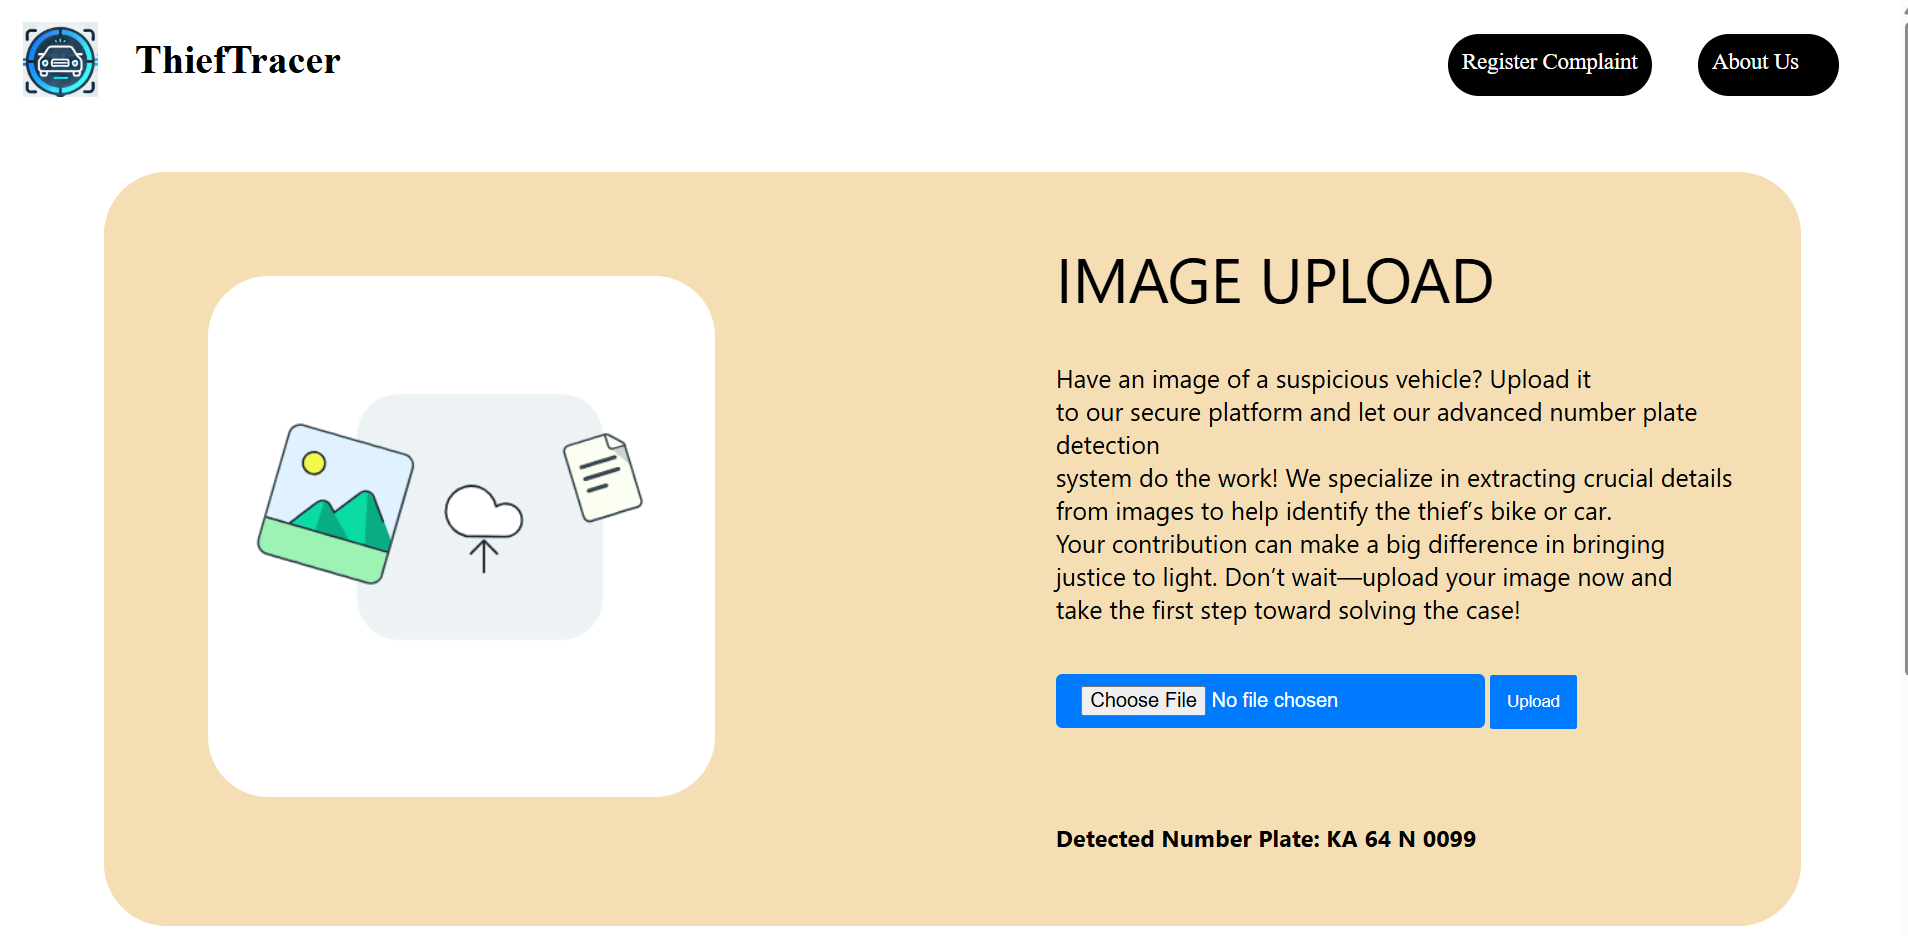 ThiefTracer
Register Complaint
About Us
IMAGE UPLOAD
Have an image of a suspicious vehicle? Upload it
to our secure platform and let our advanced number plate
detection
system do the work! We specialize in extracting crucial details
from images to help identify the thief’s bike or car.
Your contribution can make a big difference in bringing
justice to light. Don’t wait—upload your image now and
take the first step toward solving the case!
Choose File No file chosen
Upload
Detected Number Plate: KA 64 N 0099